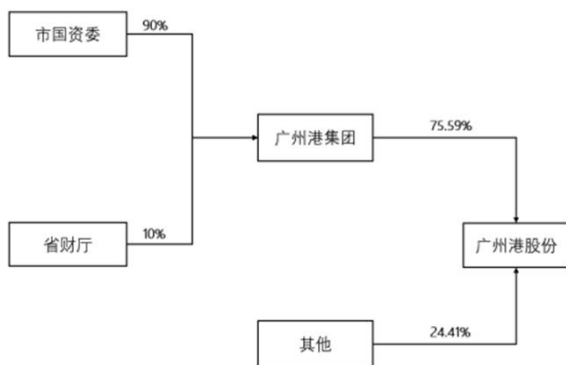 市国资委
90%
广州港集团
75.59%
省财厅
10%
广州港股份
其他
24.41%